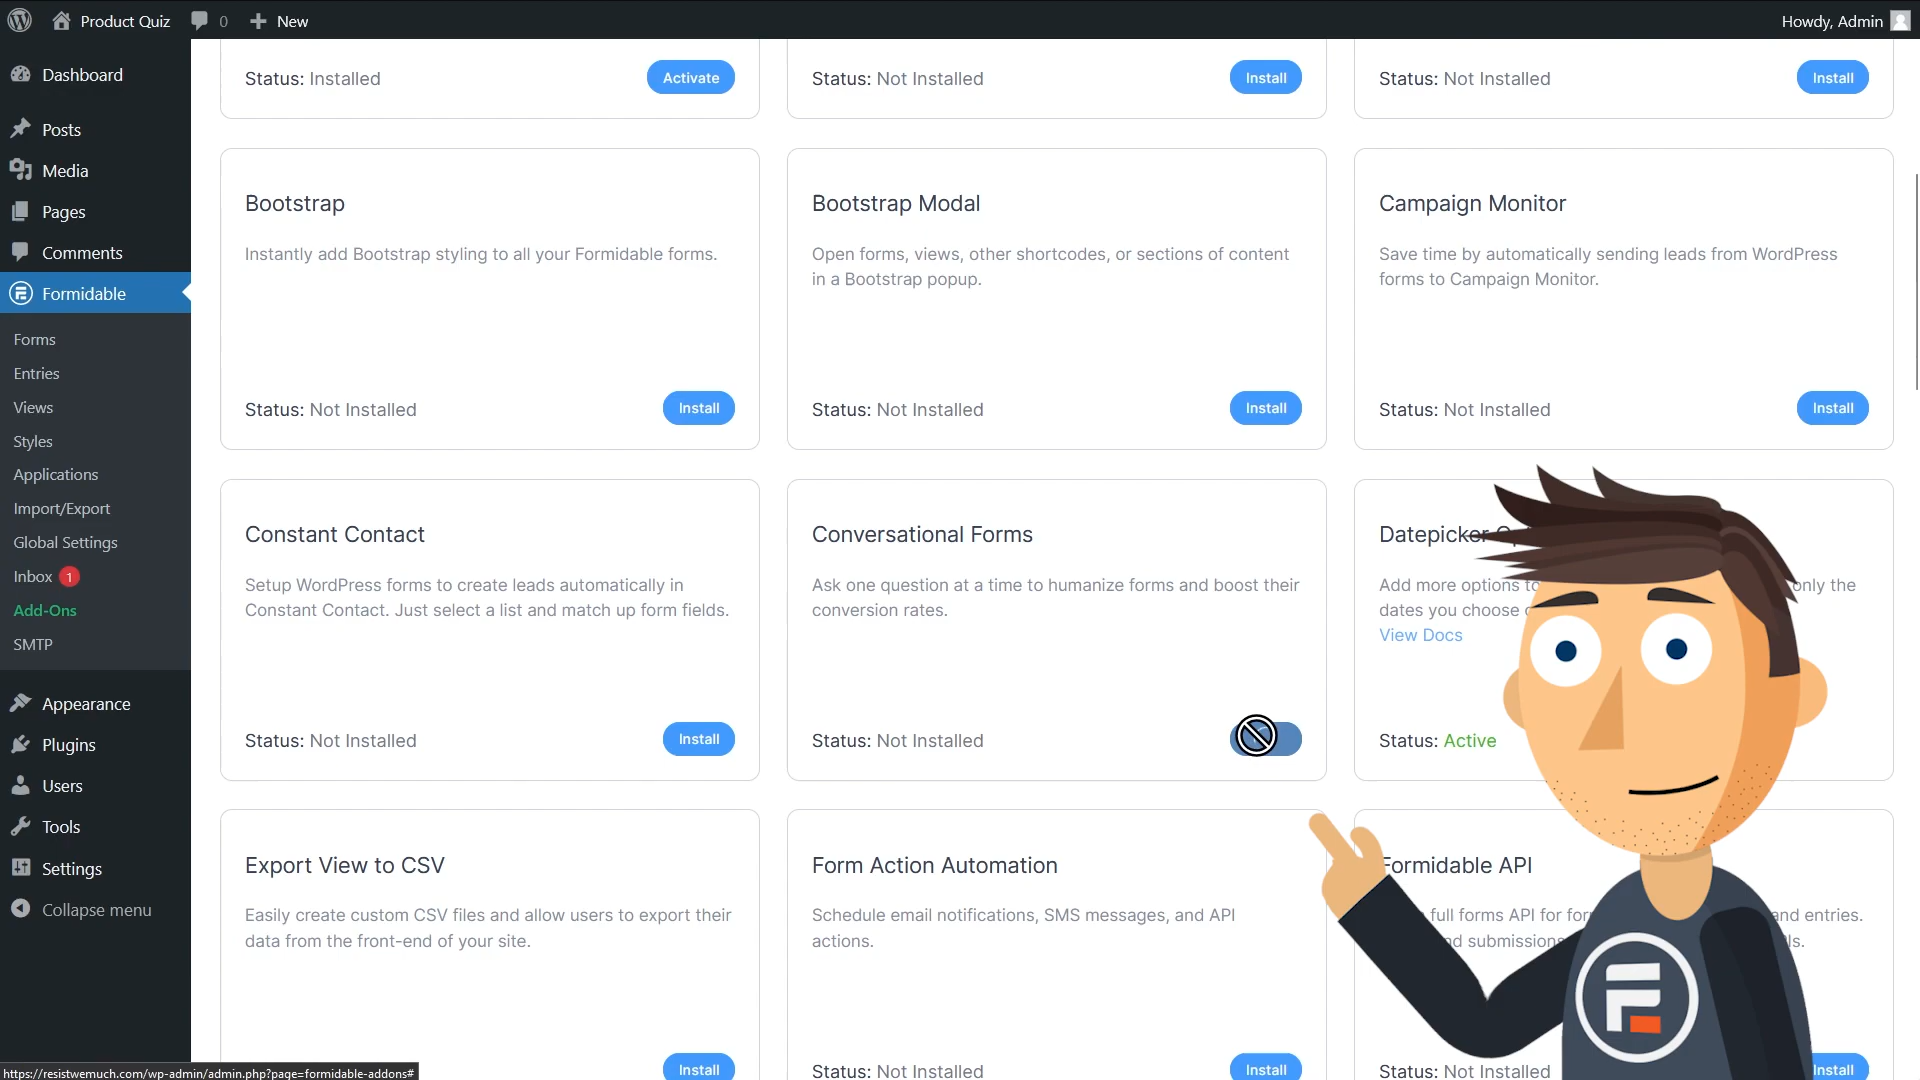 Product Quiz
0
New
Howdy, Admin
Dashboard
Posts
Media
Pages
Comments
Formidable
Forms
Entries
Views
Styles
Applications
Import/Export
Global Settings
Inbox 1
Add-Ons
SMTP
Appearance
Plugins
Users
Tools
Settings
Collapse menu
Status: Installed
Activate
Status: Not Installed
Install
Status: Not Installed
Install
Bootstrap
Instantly add Bootstrap styling to all your Formidable forms.
Status: Not Installed
Install
Bootstrap Modal
Open forms, views, other shortcodes, or sections of content
in a Bootstrap popup.
Status: Not Installed
Install
Campaign Monitor
Save time by automatically sending leads from WordPress
forms to Campaign Monitor.
Status: Not Installed
Install
Constant Contact
Setup WordPress forms to create leads automatically in
Constant Contact. Just select a list and match up form fields.
Status: Not Installed
Install
Conversational Forms
Ask one question at a time to humanize forms and boost their
conversion rates.
Status: Not Installed
Datepicker
Add more options to only the
dates you choose
View Docs
Status: Active
Export View to CSV
Easily create custom CSV files and allow users to export their
data from the front-end of your site.
Install
Form Action Automation
Schedule email notifications, SMS messages, and API
actions.
Status: Not Installed
Install
Formidable API
full forms API for and entries.
submissions
Status: Not Installed
Install
https://resistwemuch.com/wp-admin/admin.php?page=formidable-addons#